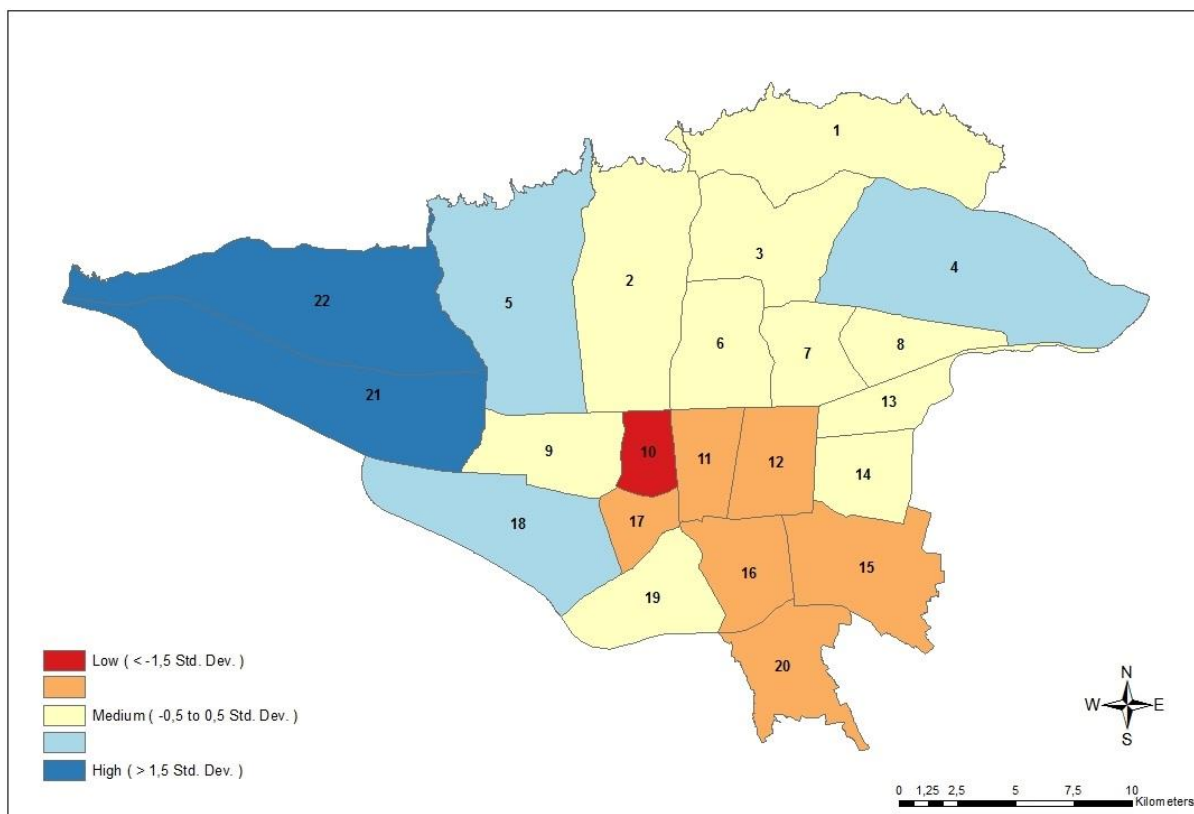 1
3
4
2
22
5
6
7
8
21
13
9
10
11
12
14
18
17
16
15
19
20
Low ( < -1,5 Std. Dev. )
Medium ( -0,5 to 0,5 Std. Dev. )
High ( > 1,5 Std. Dev. )
N
W E
S
0 1,25 2,5 5 7,5 10
Kilometers